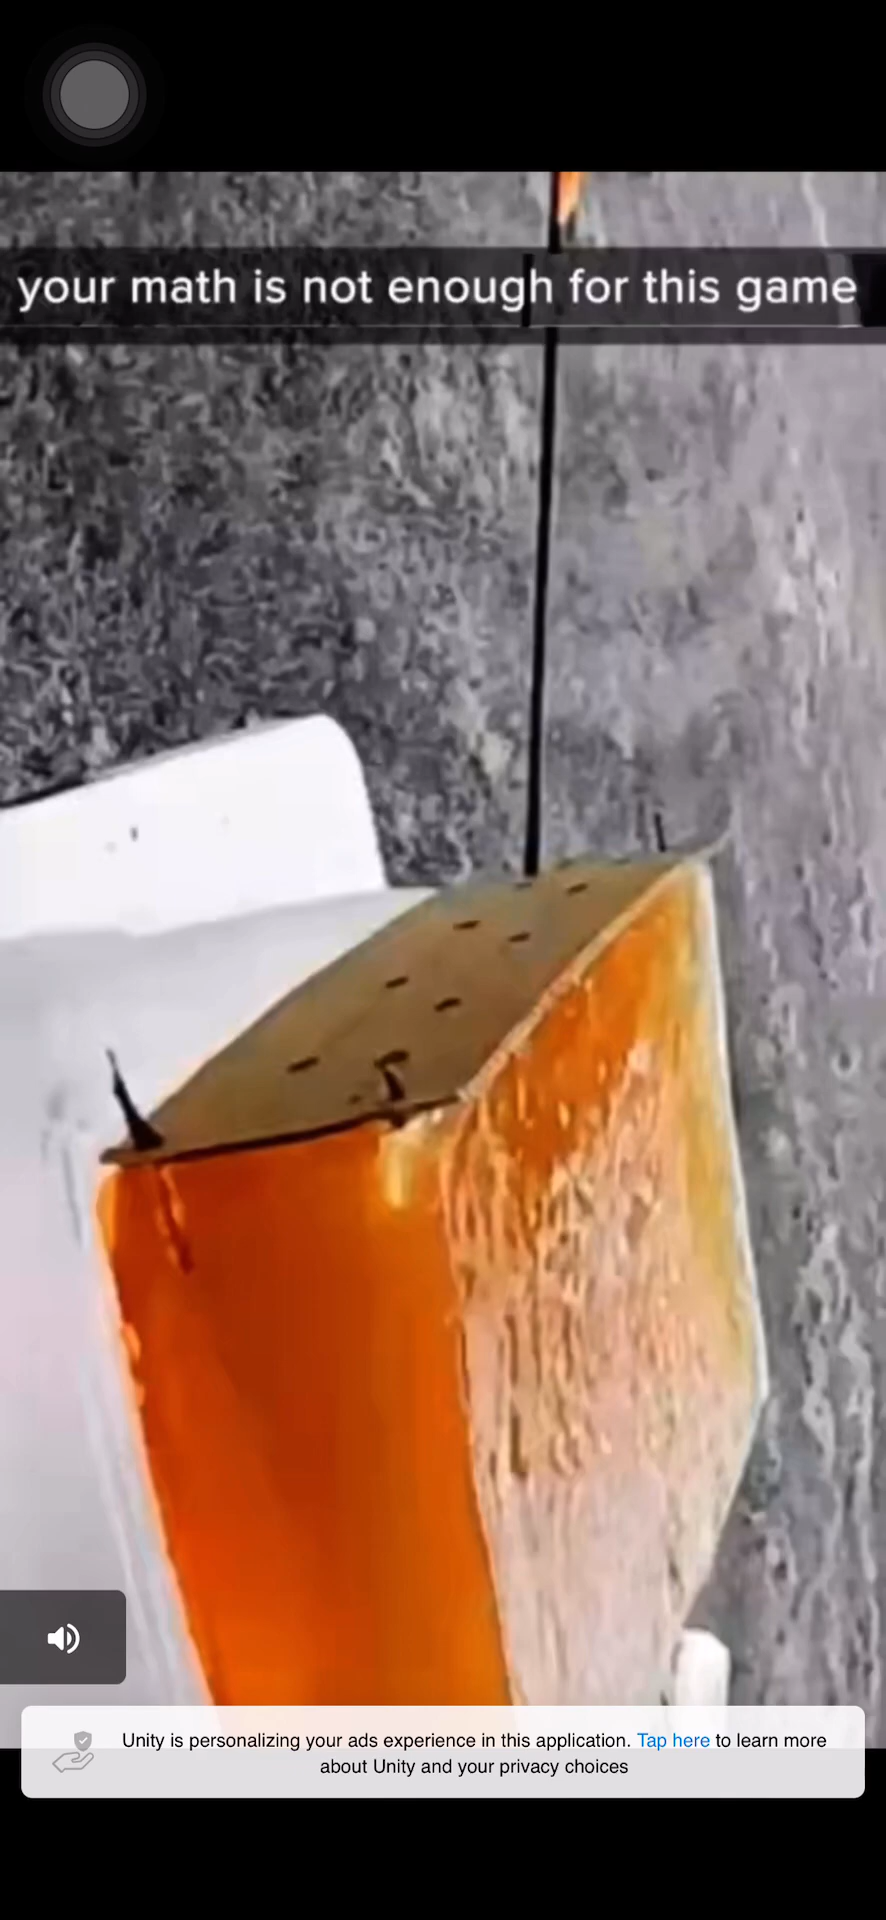 your math is not enough for this game
Unity is personalizing your ads experience in this application. Tap here to learn more
about Unity and your privacy choices